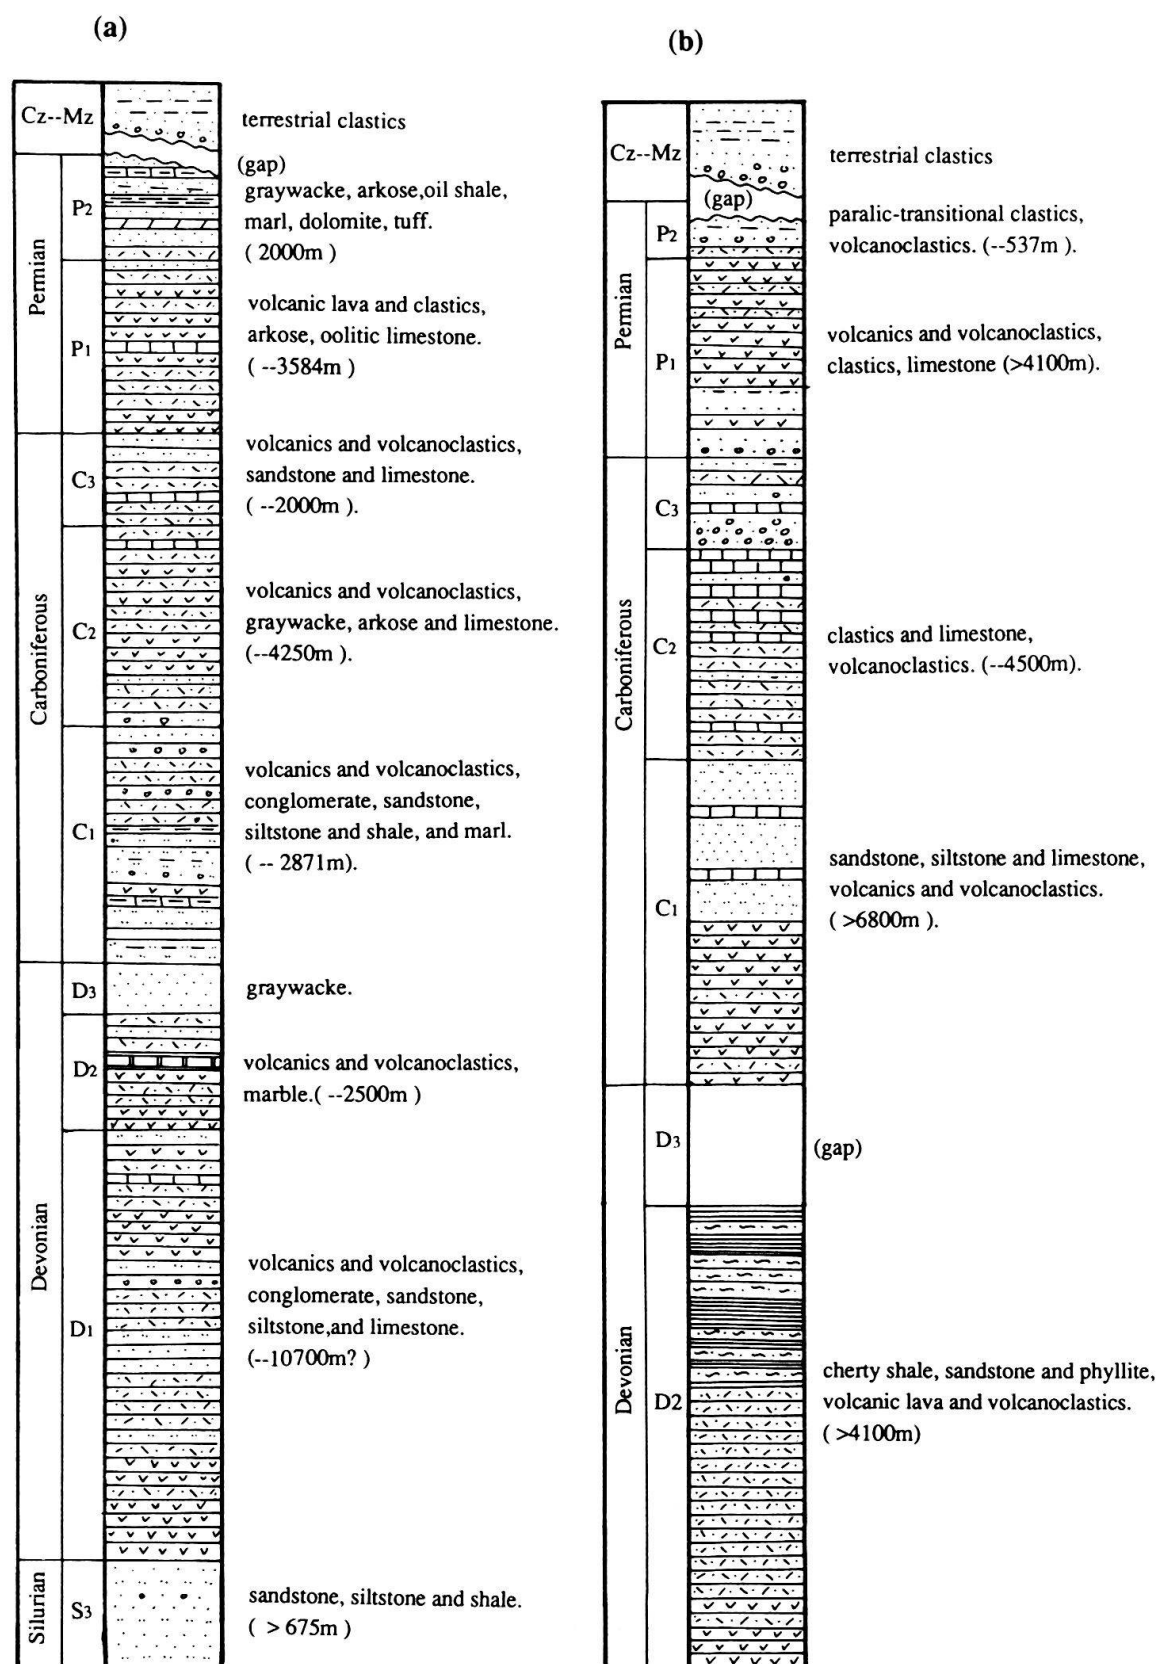 (a)
Cz--Mz
terrestrial clastics
(gap)
Permian
P2
graywacke, arkose,oil shale,
marl, dolomite, tuff.
( 2000m )
P1
volcanic lava and clastics,
arkose, oolitic limestone.
( --3584m )
Carboniferous
C3
volcanics and volcanoclastics,
sandstone and limestone.
( --2000m ).
C2
volcanics and volcanoclastics,
graywacke, arkose and limestone.
(--4250m ).
C1
volcanics and volcanoclastics,
conglomerate, sandstone,
siltstone and shale, and marl.
( -- 2871m).
Devonian
D3
graywacke.
D2
volcanics and volcanoclastics,
marble.( --2500m )
D1
volcanics and volcanoclastics,
conglomerate, sandstone,
siltstone,and limestone.
(--10700m? )
Silurian
S3
sandstone, siltstone and shale.
( > 675m )
(b)
Cz--Mz
terrestrial clastics
(gap)
Permian
P2
paralic-transitional clastics,
volcanoclastics. (--537m ).
P1
volcanics and volcanoclastics,
clastics, limestone (>4100m).
Carboniferous
C3
C2
clastics and limestone,
volcanoclastics. (--4500m).
C1
sandstone, siltstone and limestone,
volcanics and volcanoclastics.
( >6800m ).
Devonian
D3
(gap)
D2
cherty shale, sandstone and phyllite,
volcanic lava and volcanoclastics.
( >4100m)